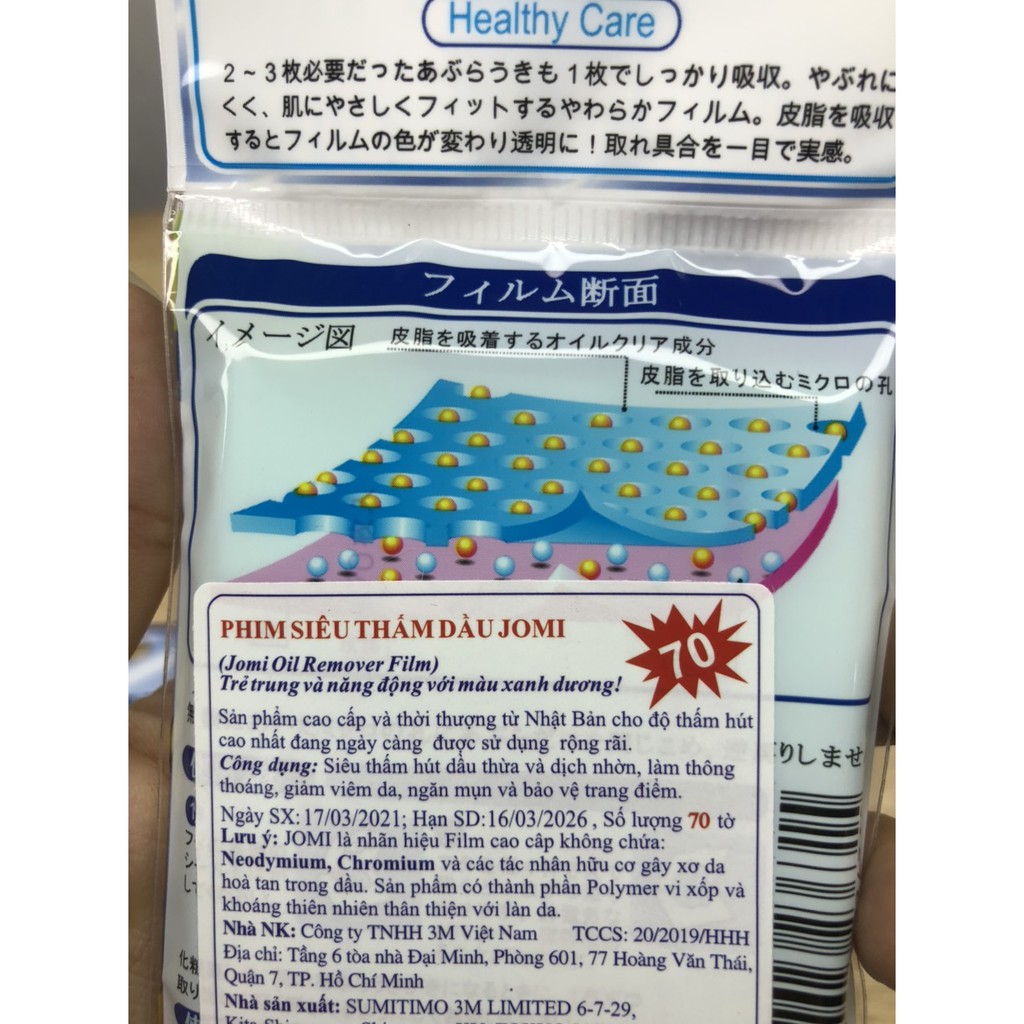 Healthy Care
2～3枚必要だったあぶらうきも1枚でしっかり吸収。やぶれに
くく、肌にやさしくフィットするやわらかフィルム。皮脂を吸収
するとフィルムの色が変わり透明に！取れ具合を一目で実感。
フィルム断面
イメージ図
皮脂を吸着するオイルクリア成分
皮脂を取り込むミクロの孔
PHIM SIÊU THẤM DẦU JOMI
70
(Jomi Oil Remover Film)
Trẻ trung và năng động với màu xanh dương!
Sản phẩm cao cấp và thời thượng từ Nhật Bản cho độ thấm hút
cao nhất đang ngày càng được sử dụng rộng rãi.
Công dụng: Siêu thấm hút dầu thừa và dịch nhờn, làm thông
thoáng, giảm viêm da, ngăn mụn và bảo vệ trang điểm.
Ngày SX: 17/03/2021; Hạn SD:16/03/2026 , Số lượng 70 tờ
Lưu ý: JOMI là nhãn hiệu Film cao câp không chứa:
Neodymium, Chromium và các tác nhân hữu cơ gây xơ da
hoà tan trong dầu. Sản phẩm có thành phần Polymer vi xốp và
khoáng thiên nhiên thân thiện với làn da.
Nhà NK: Công ty TNHH 3M Việt Nam TCCS: 20/2019/HHH
Địa chỉ: Tầng 6 tòa nhà Đại Minh, Phòng 601, 77 Hoàng Văn Thái,
Quận 7, TP. Hồ Chí Minh
Nhà sản xuất: SUMITIMO 3M LIMITED 6-7-29,
りしませ
化粧
取り